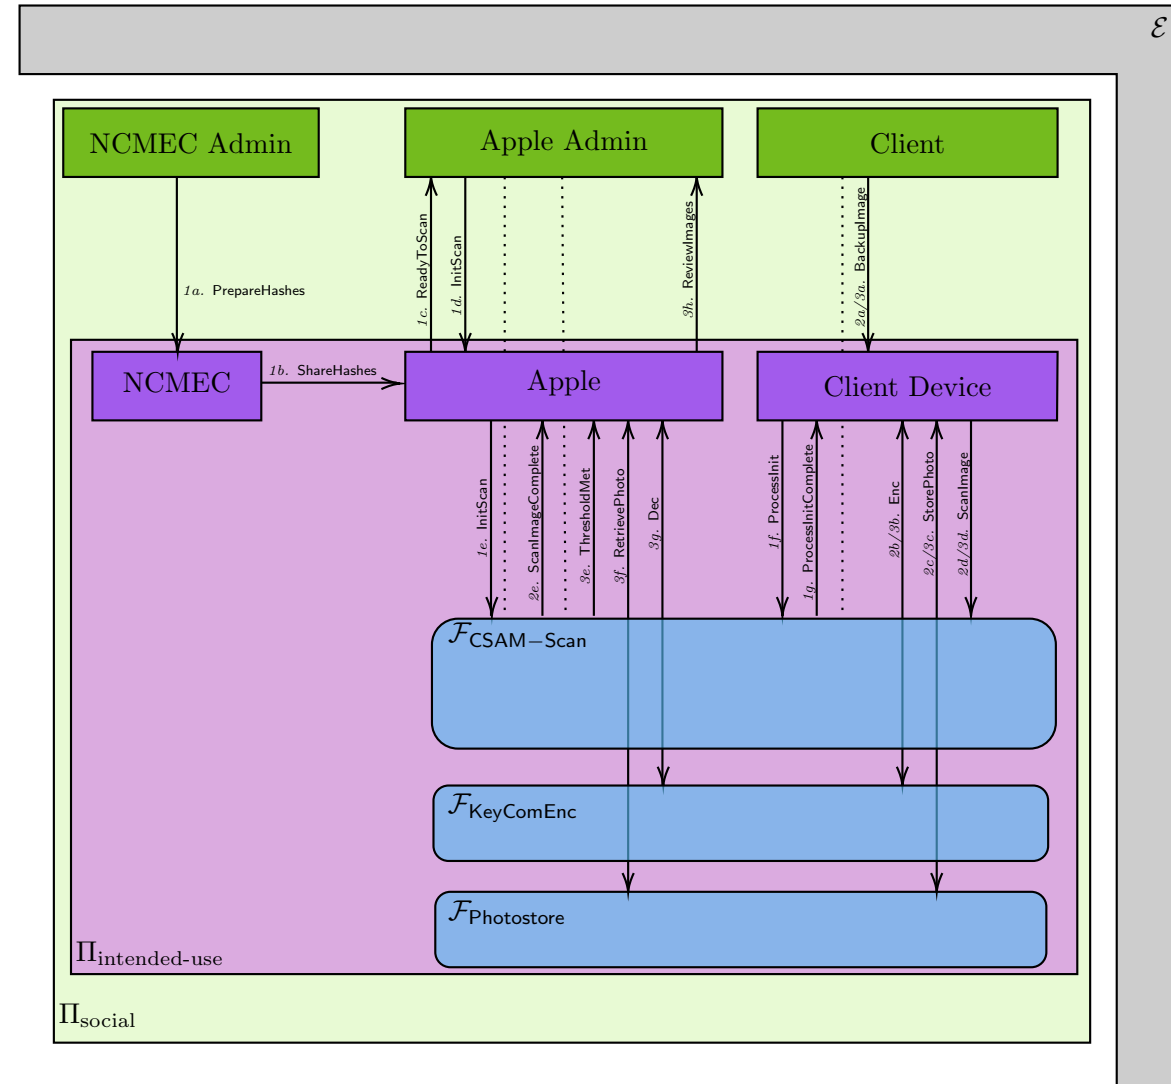 ℰ
NCMEC Admin
Apple Admin
Client
1a. PrepareHashes
1c. ReadyToScan
1d. InitScan
3h. ReviewImages
2a/3a. BackupImage
NCMEC
1b. ShareHashes
Apple
Client Device
1e. InitScan
2e. ScanImageComplete
3e. ThresholdMet
3f. RetrievePhoto
3g. Dec
1f. ProcessInit
1g. ProcessInitComplete
2b/3b. Enc
2c/3c. StorePhoto
2d/3d. ScanImage
ℱCSAM−Scan
ℱKeyComEnc
ℱPhotostore
Πintended-use
Πsocial